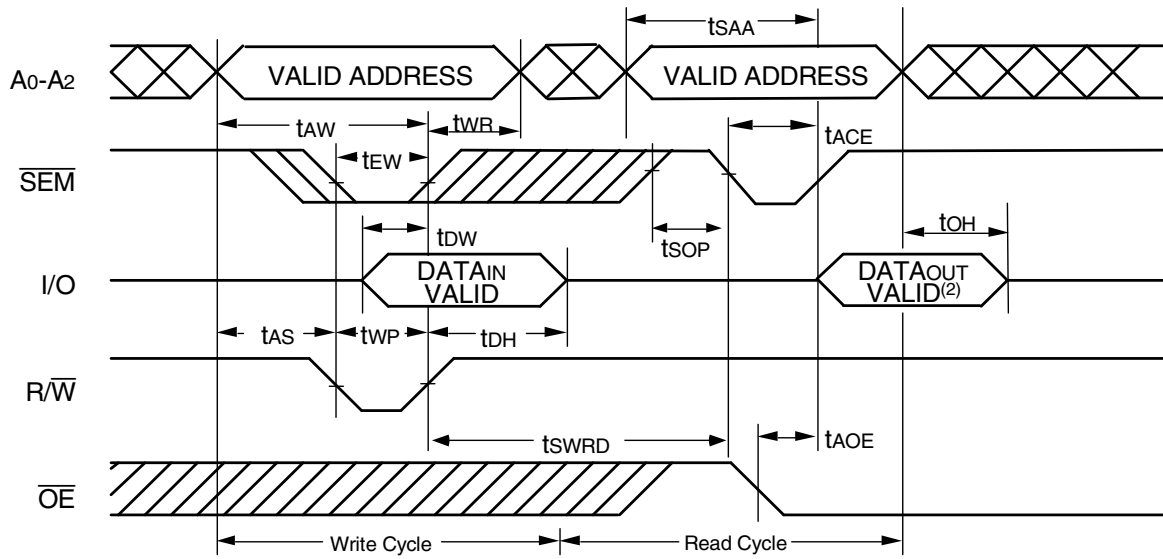 tSAA
A0-A2 VALID ADDRESS VALID ADDRESS
tAW tWR tACE
SEM tEW
tDW tSOP tOH
I/O DATAIN VALID DATAOUT VALID(2)
tAS tWP tDH
R/W
tSWRD tAOE
OE
Write Cycle Read Cycle